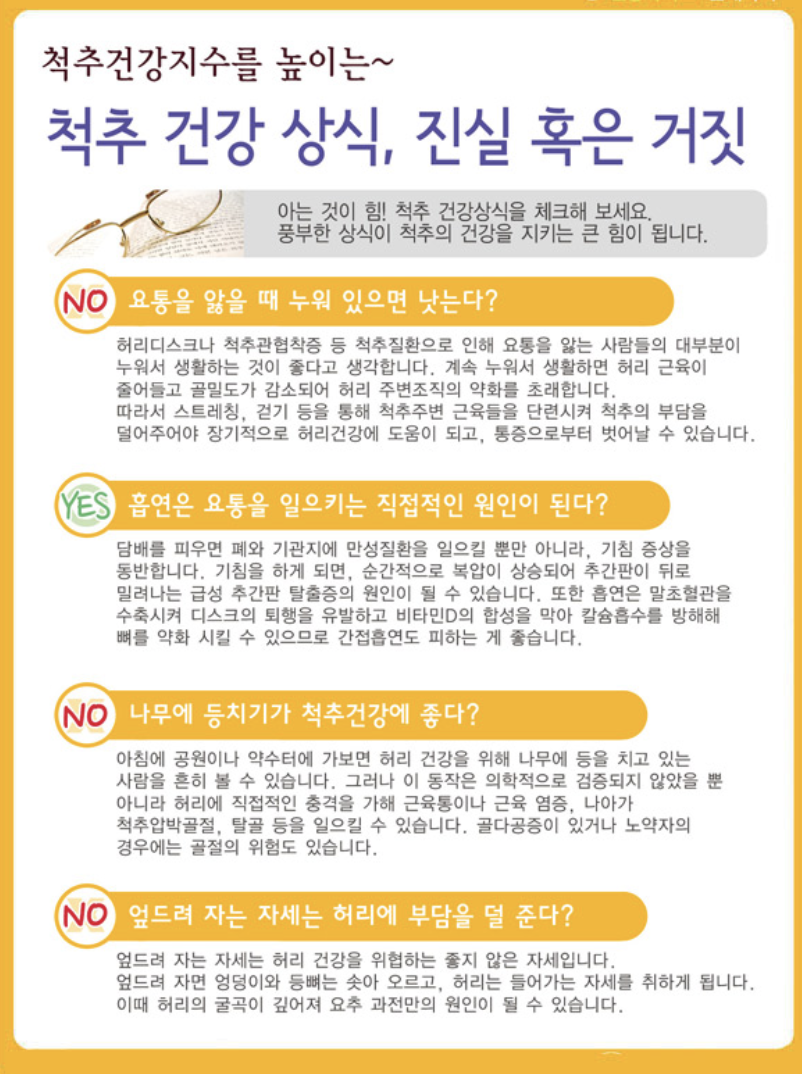 척추건강지수를 높이는~
척추 건강 상식, 진실 혹은 거짓
아는 것이 힘! 척추 건강상식을 체크해 보세요.
풍부한 상식이 척추의 건강을 지키는 큰 힘이 됩니다.
NO 요통을 앓을 때 누워 있으면 낫는다?
허리디스크나 척추관협착증 등 척추질환으로 인해 요통을 앓는 사람들의 대부분이
누워서 생활하는 것이 좋다고 생각합니다. 계속 누워서 생활하면 허리 근육이
줄어들고 골밀도가 감소되어 허리 주변조직의 약화를 초래합니다.
따라서 스트레칭, 걷기 등을 통해 척추주변 근육들을 단련시켜 척추의 부담을
덜어주어야 장기적으로 허리건강에 도움이 되고, 통증으로부터 벗어날 수 있습니다.
YES 흡연은 요통을 일으키는 직접적인 원인이 된다?
담배를 피우면 폐와 기관지에 만성질환을 일으킬 뿐만 아니라, 기침 증상을
동반합니다. 기침을 하게 되면, 순간적으로 복압이 상승되어 추간판이 뒤로
밀려나는 급성 추간판 탈출증의 원인이 될 수 있습니다. 또한 흡연은 말초혈관을
수축시켜 디스크의 퇴행을 유발하고 비타민D의 합성을 막아 칼슘흡수를 방해해
뼈를 약화 시킬 수 있으므로 간접흡연도 피하는 게 좋습니다.
NO 나무에 등치기가 척추건강에 좋다?
아침에 공원이나 약수터에 가보면 허리 건강을 위해 나무에 등을 치고 있는
사람을 흔히 볼 수 있습니다. 그러나 이 동작은 의학적으로 검증되지 않았을 뿐
아니라 허리에 직접적인 충격을 가해 근육통이나 근육 염증, 나아가
척추압박골절, 탈골 등을 일으킬 수 있습니다. 골다공증이 있거나 노약자의
경우에는 골절의 위험도 있습니다.
NO 엎드려 자는 자세는 허리에 부담을 덜 준다?
엎드려 자는 자세는 허리 건강을 위협하는 좋지 않은 자세입니다.
엎드려 자면 엉덩이와 등뼈는 솟아 오르고, 허리는 들어가는 자세를 취하게 됩니다.
이때 허리의 굴곡이 깊어져 요추 과전만의 원인이 될 수 있습니다.